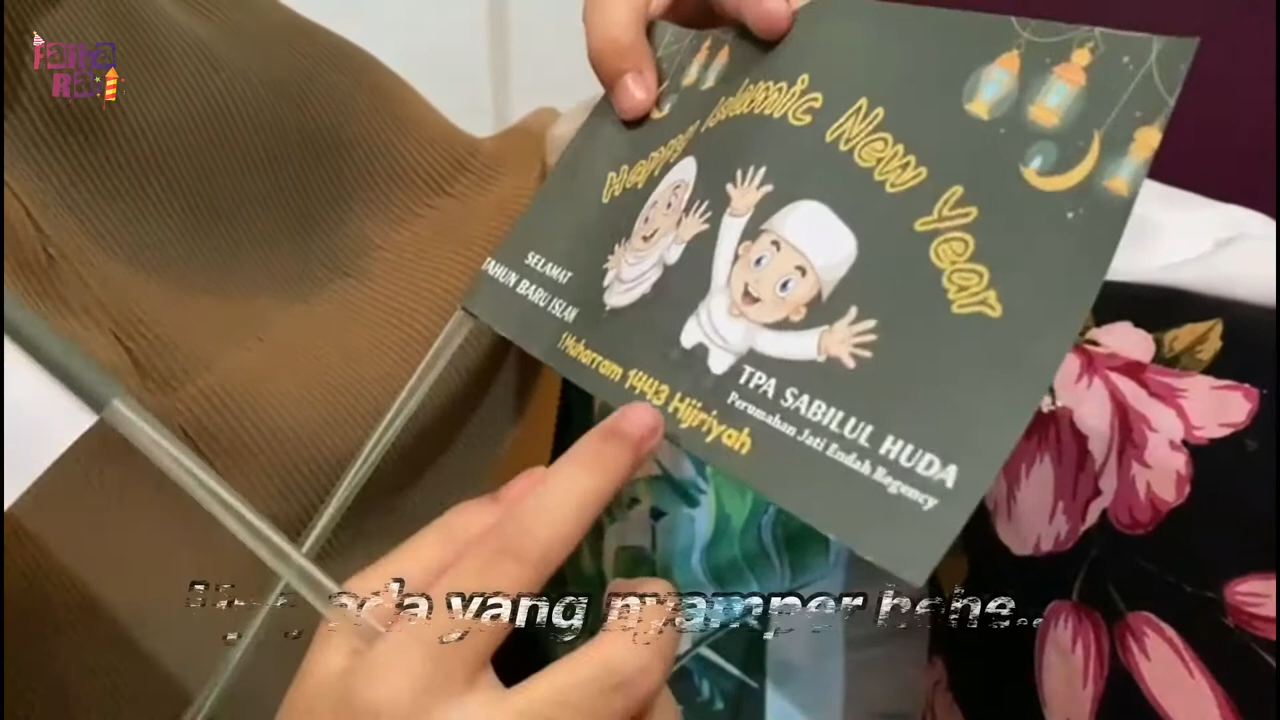 Happy Islamic New Year
SELAMAT
TAHUN BARU ISLAM
1 Muharram 1443 Hijriyah
TPA SABILUL HUDA
Perumahan Jati Endah Regency
ada yang nyamper hehe..